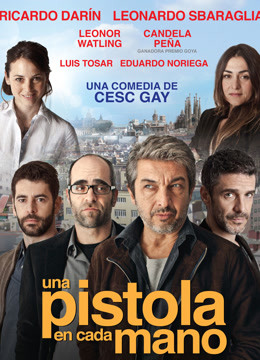 RICARDO DARÍN LEONARDO SBARAGLIA
LEONOR WATLING CANDELA PEÑA
GANADORA PREMIO GOYA
LUIS TOSAR EDUARDO NORIEGA
UNA COMEDIA DE
CESC GAY
una
pistola
en cada
mano